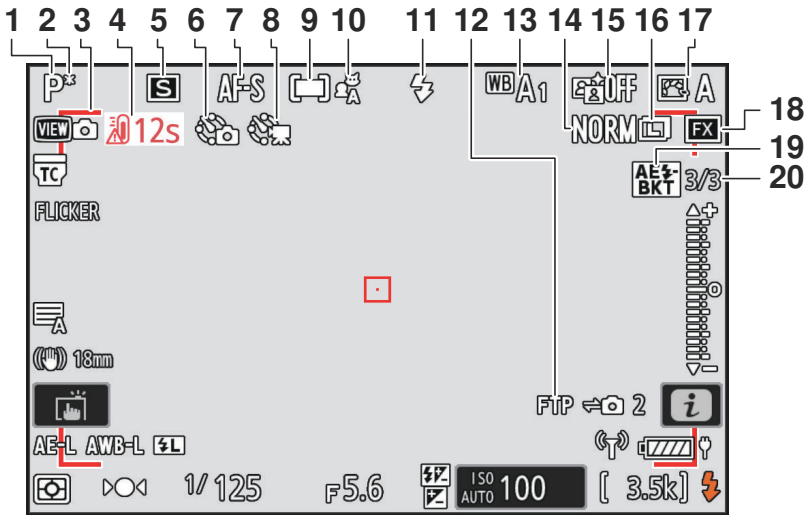 1 2 3 4 5 6 7 8 9 10 11 12 13 14 15 16 17
P* S AF-S WB A1 OFF A
VIEW 12s NORM L FX 18
19
TC AE BKT 3/3 20
FLICKER
A
18mm
FTP 2 i
AE-L AWB-L L
1/125 F5.6 ISO AUTO 100 [ 3.5k ]